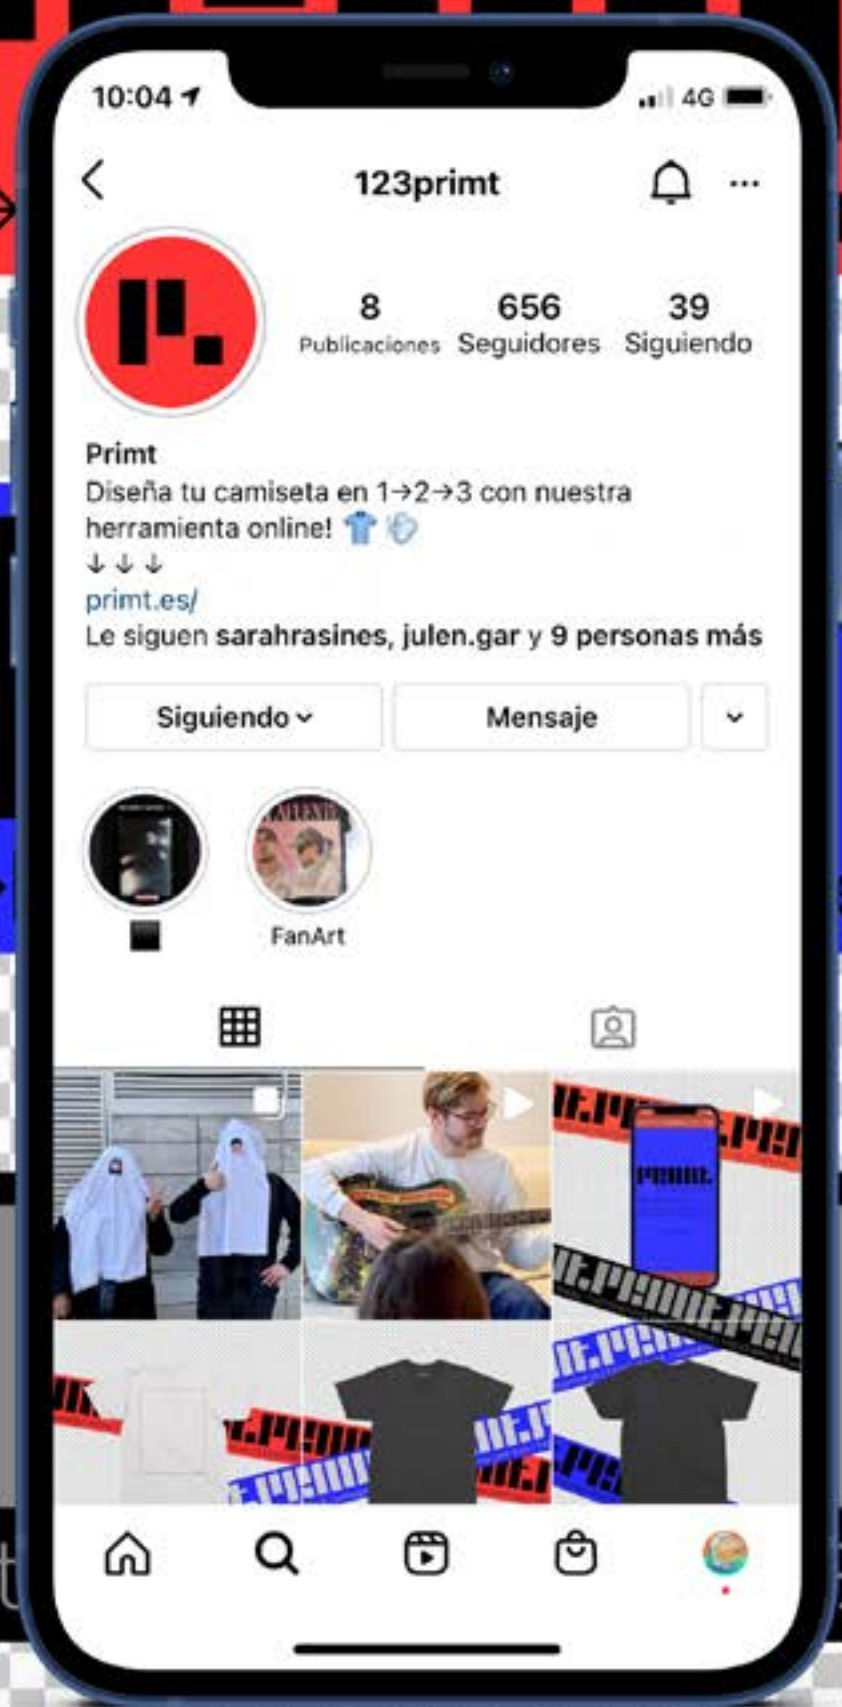 10:04
4G
123primt
8 656 39
Publicaciones Seguidores Siguiendo
Primt
Diseña tu camiseta en 1→2→3 con nuestra
herramienta online! 👕
↓ ↓ ↓
primt.es/
Le siguen sarahrasines, julen.gar y 9 personas más
Siguiendo
Mensaje
FanArt